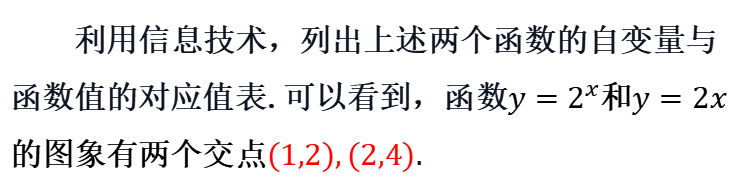 利用信息技术，列出上述两个函数的自变量与
函数值的对应值表. 可以看到，函数y = 2ˣ和y = 2x
的图象有两个交点(1,2), (2,4).